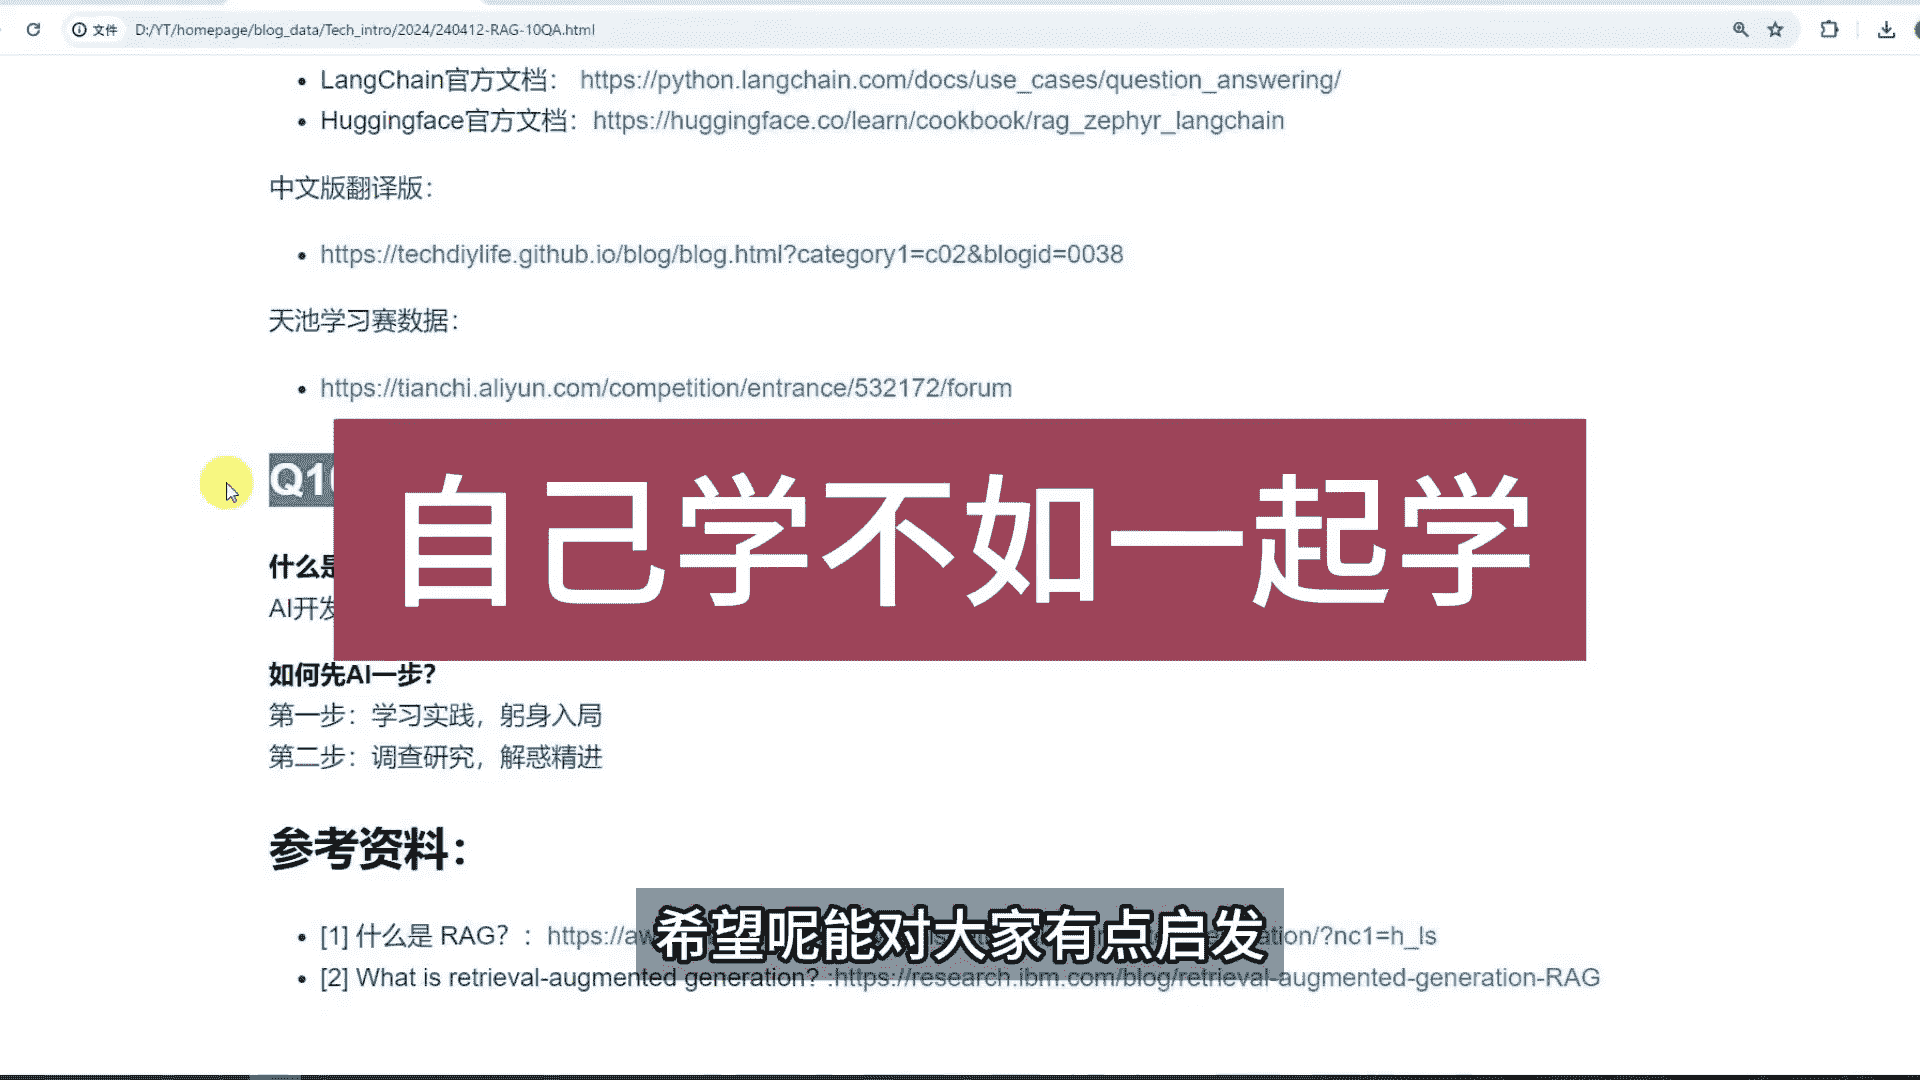 文件 D:/YT/homepage/blog_data/Tech_intro/2024/240412-RAG-10QA.html
• LangChain官方文档： https://python.langchain.com/docs/use_cases/question_answering/
• Huggingface官方文档：https://huggingface.co/learn/cookbook/rag_zephyr_langchain
中文版翻译版：
• https://techdiylife.github.io/blog/blog.html?category1=c02&blogid=0038
天池学习赛数据：
• https://tianchi.aliyun.com/competition/entrance/532172/forum
Q10
自己学不如一起学
什么是
AI开发
如何先AI一步？
第一步：学习实践，躬身入局
第二步：调查研究，解惑精进
参考资料：
• [1] 什么是 RAG？： https://aw ation/?nc1=h_ls
希望呢能对大家有点启发
• [2] What is retrieval-augmented generation? :https://research.ibm.com/blog/retrieval-augmented-generation-RAG